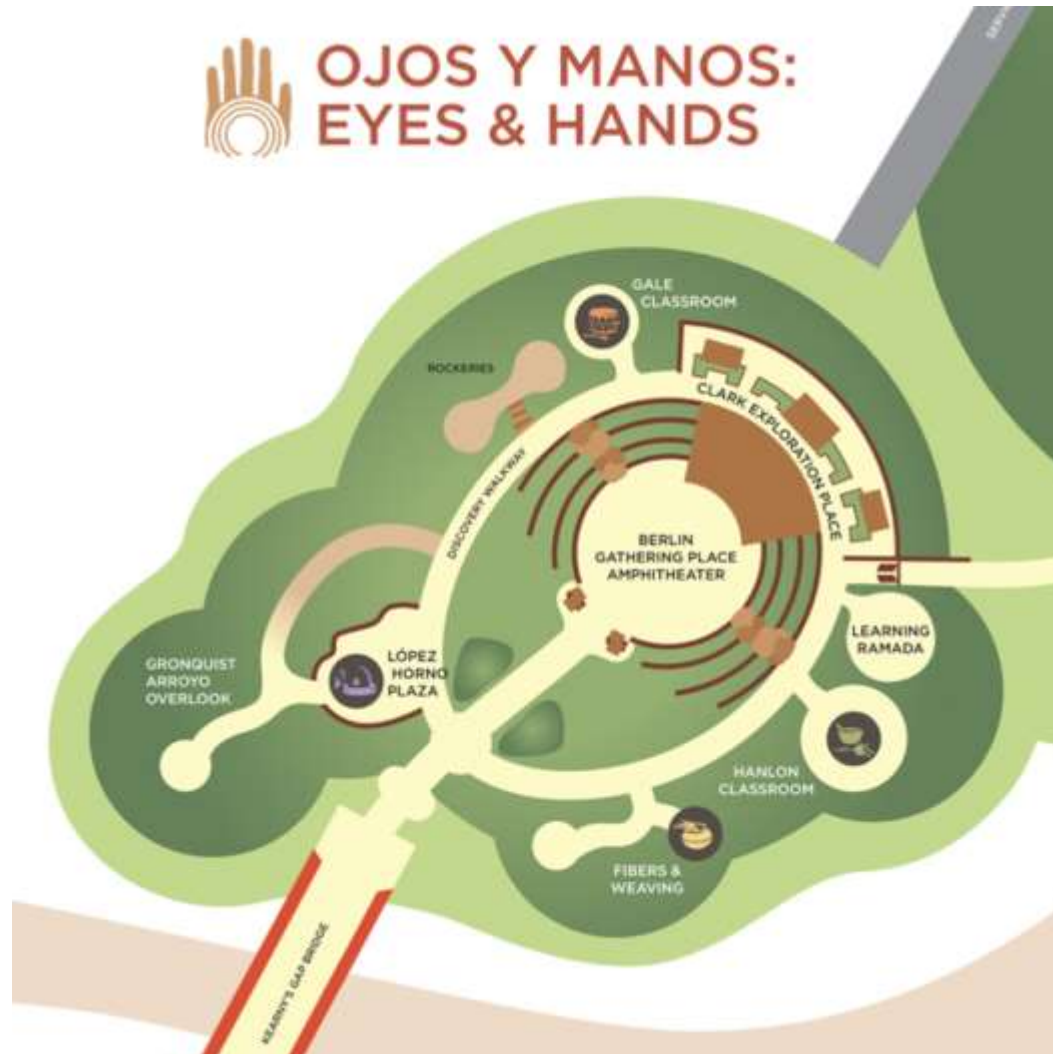 OJOS Y MANOS:
EYES & HANDS
GALE
CLASSROOM
ROCKERIES
CLARK EXPLORATION PLACE
DISCOVERY WALKWAY
BERLIN
GATHERING PLACE
AMPHITHEATER
LEARNING
RAMADA
LÓPEZ
HORNO
PLAZA
GRONQUIST
ARROYO
OVERLOOK
HANLON
CLASSROOM
FIBERS &
WEAVING
KEARNY'S GAP BRIDGE